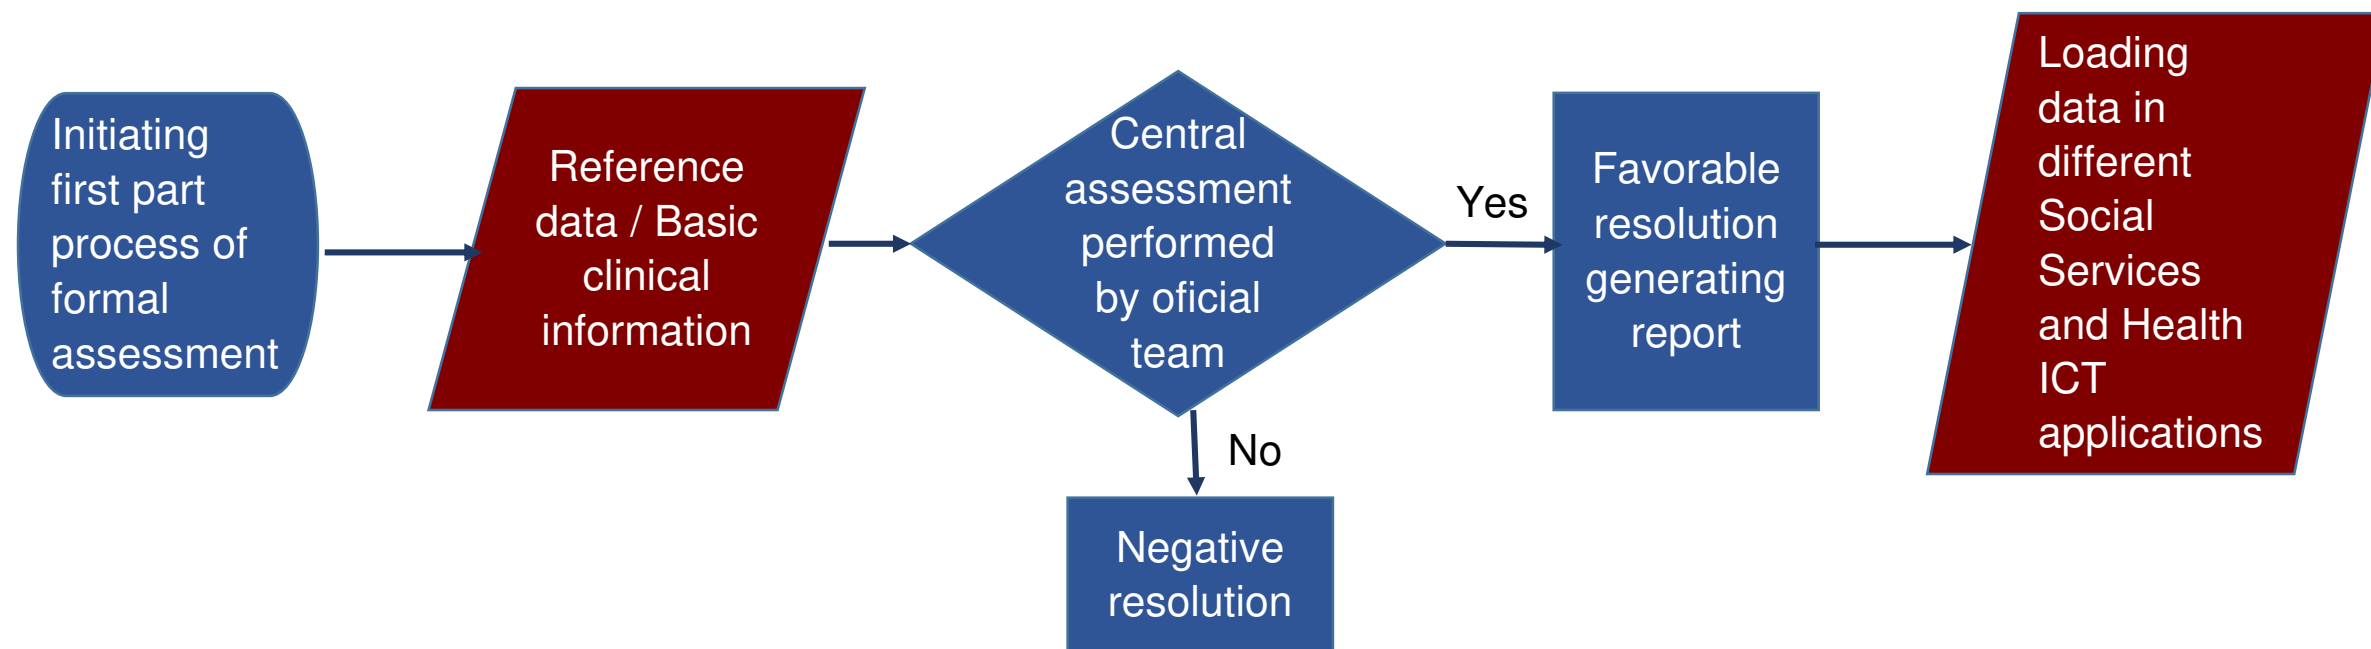 Initiating
first part
process of
formal
assessment
Reference
data / Basic
clinical
information
Central
assessment
performed
by oficial
team
Yes
No
Negative
resolution
Favorable
resolution
generating
report
Loading
data in
different
Social
Services
and Health
ICT
applications